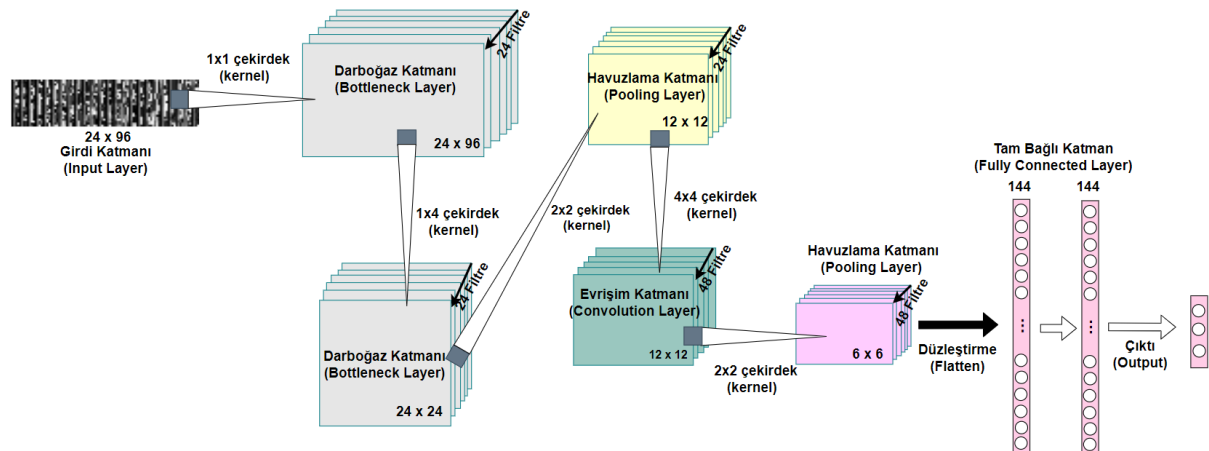 24 x 96
Girdi Katmanı
(Input Layer)
1x1 çekirdek
(kernel)
Darboğaz Katmanı
(Bottleneck Layer)
24 x 96
24 Filtre
1x4 çekirdek
(kernel)
Darboğaz Katmanı
(Bottleneck Layer)
24 x 24
24 Filtre
2x2 çekirdek
(kernel)
Havuzlama Katmanı
(Pooling Layer)
12 x 12
24 Filtre
4x4 çekirdek
(kernel)
Evrişim Katmanı
(Convolution Layer)
12 x 12
48 Filtre
2x2 çekirdek
(kernel)
Havuzlama Katmanı
(Pooling Layer)
6 x 6
48 Filtre
Düzleştirme
(Flatten)
Tam Bağlı Katman
(Fully Connected Layer)
144
144
...
...
Çıktı
(Output)